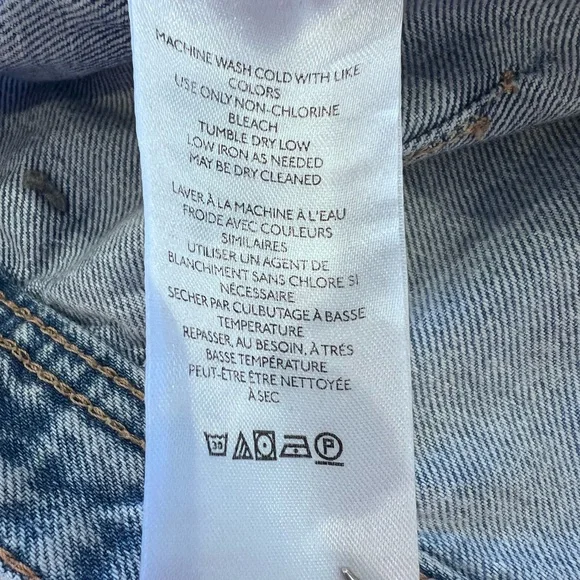 MACHINE WASH COLD WITH LIKE
COLORS
USE ONLY NON-CHLORINE
BLEACH
TUMBLE DRY LOW
LOW IRON AS NEEDED
MAY BE DRY CLEANED
LAVER À LA MACHINE À L'EAU
FROIDE AVEC COULEURS
SIMILAIRES
UTILISER UN AGENT DE
BLANCHIMENT SANS CHLORE SI
NÉCESSAIRE
SECHER PAR CULBUTAGE À BASSE
TEMPERATURE
REPASSER, AU BESOIN, À TRÉS
BASSE TEMPÉRATURE
PEUT-ÊTRE ÊTRE NETTOYÉE
À SEC
30 P